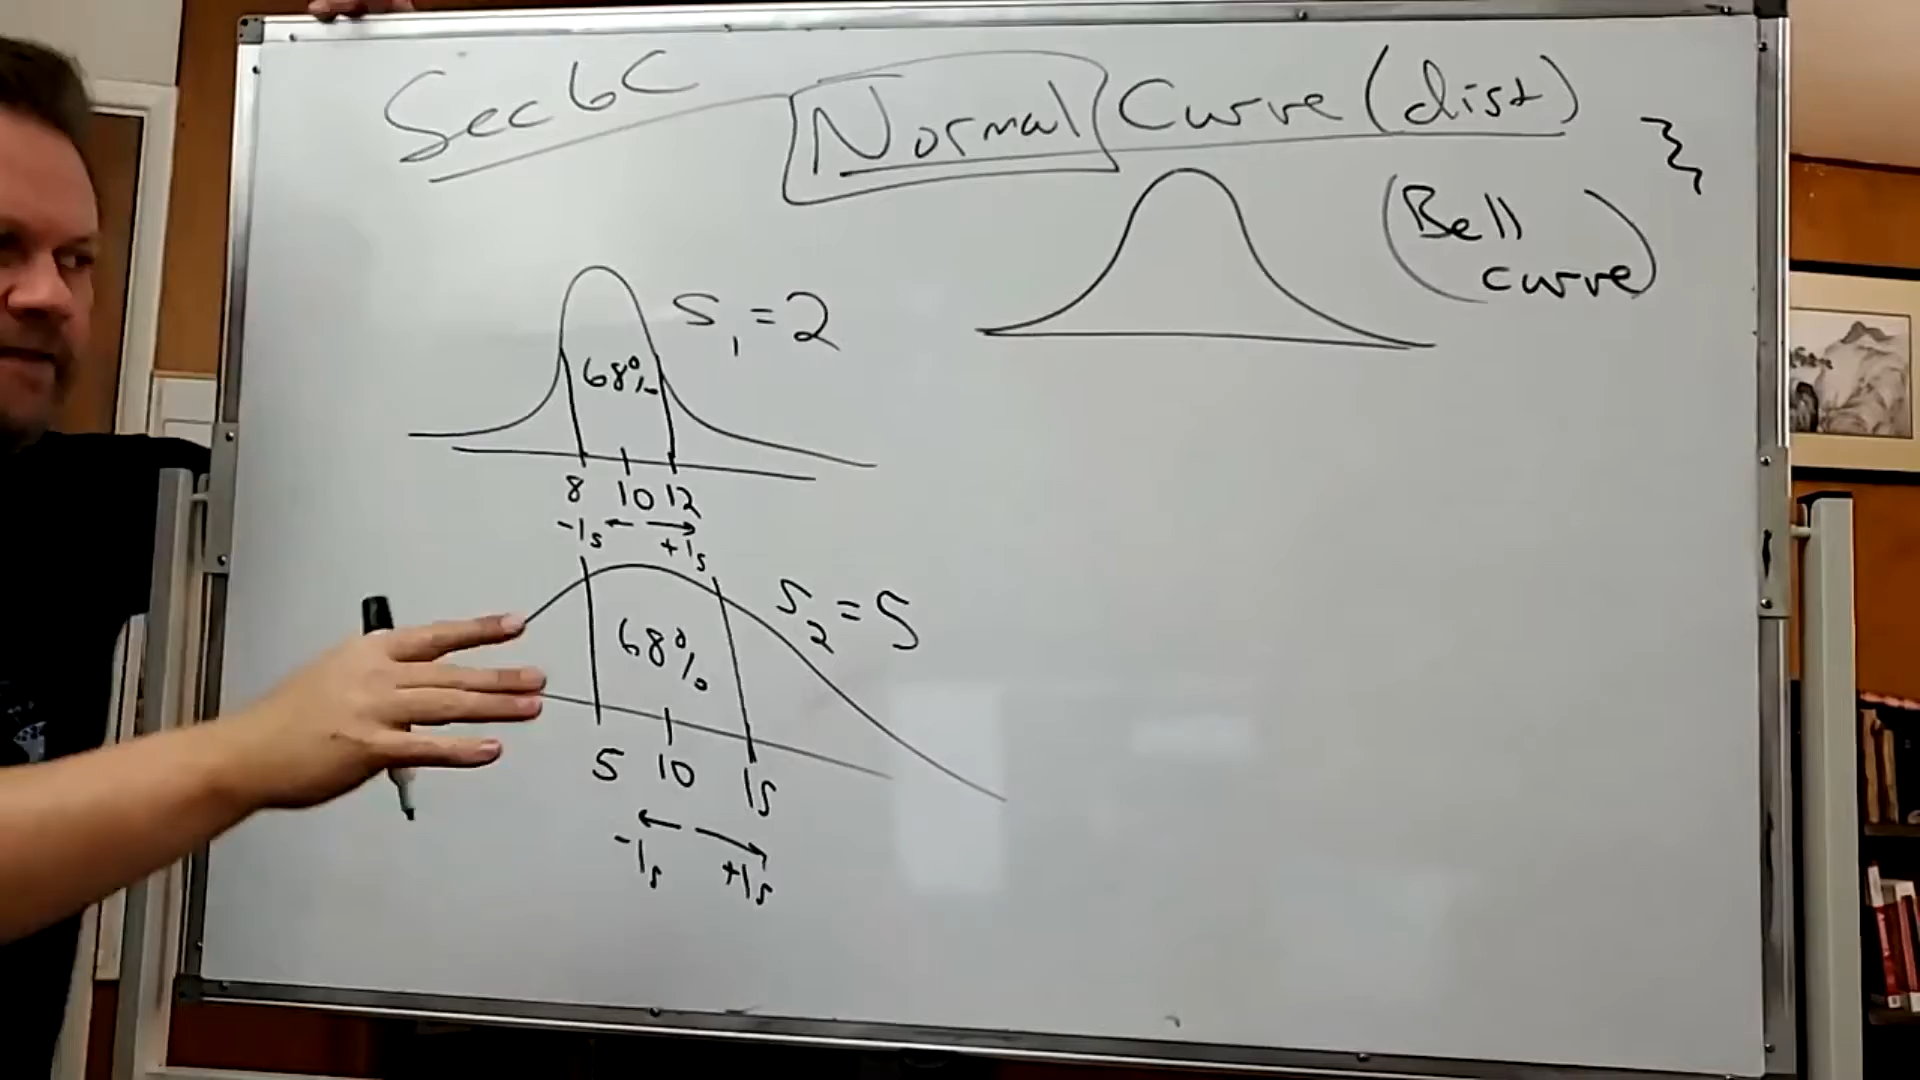 Sec 6C
Normal Curve (dist)
(Bell
curve)
S₁ = 2
68%
8 10 12
-1s ← → +1s
S₂ = 5
68%
5 10 15
← →
-1s +1s